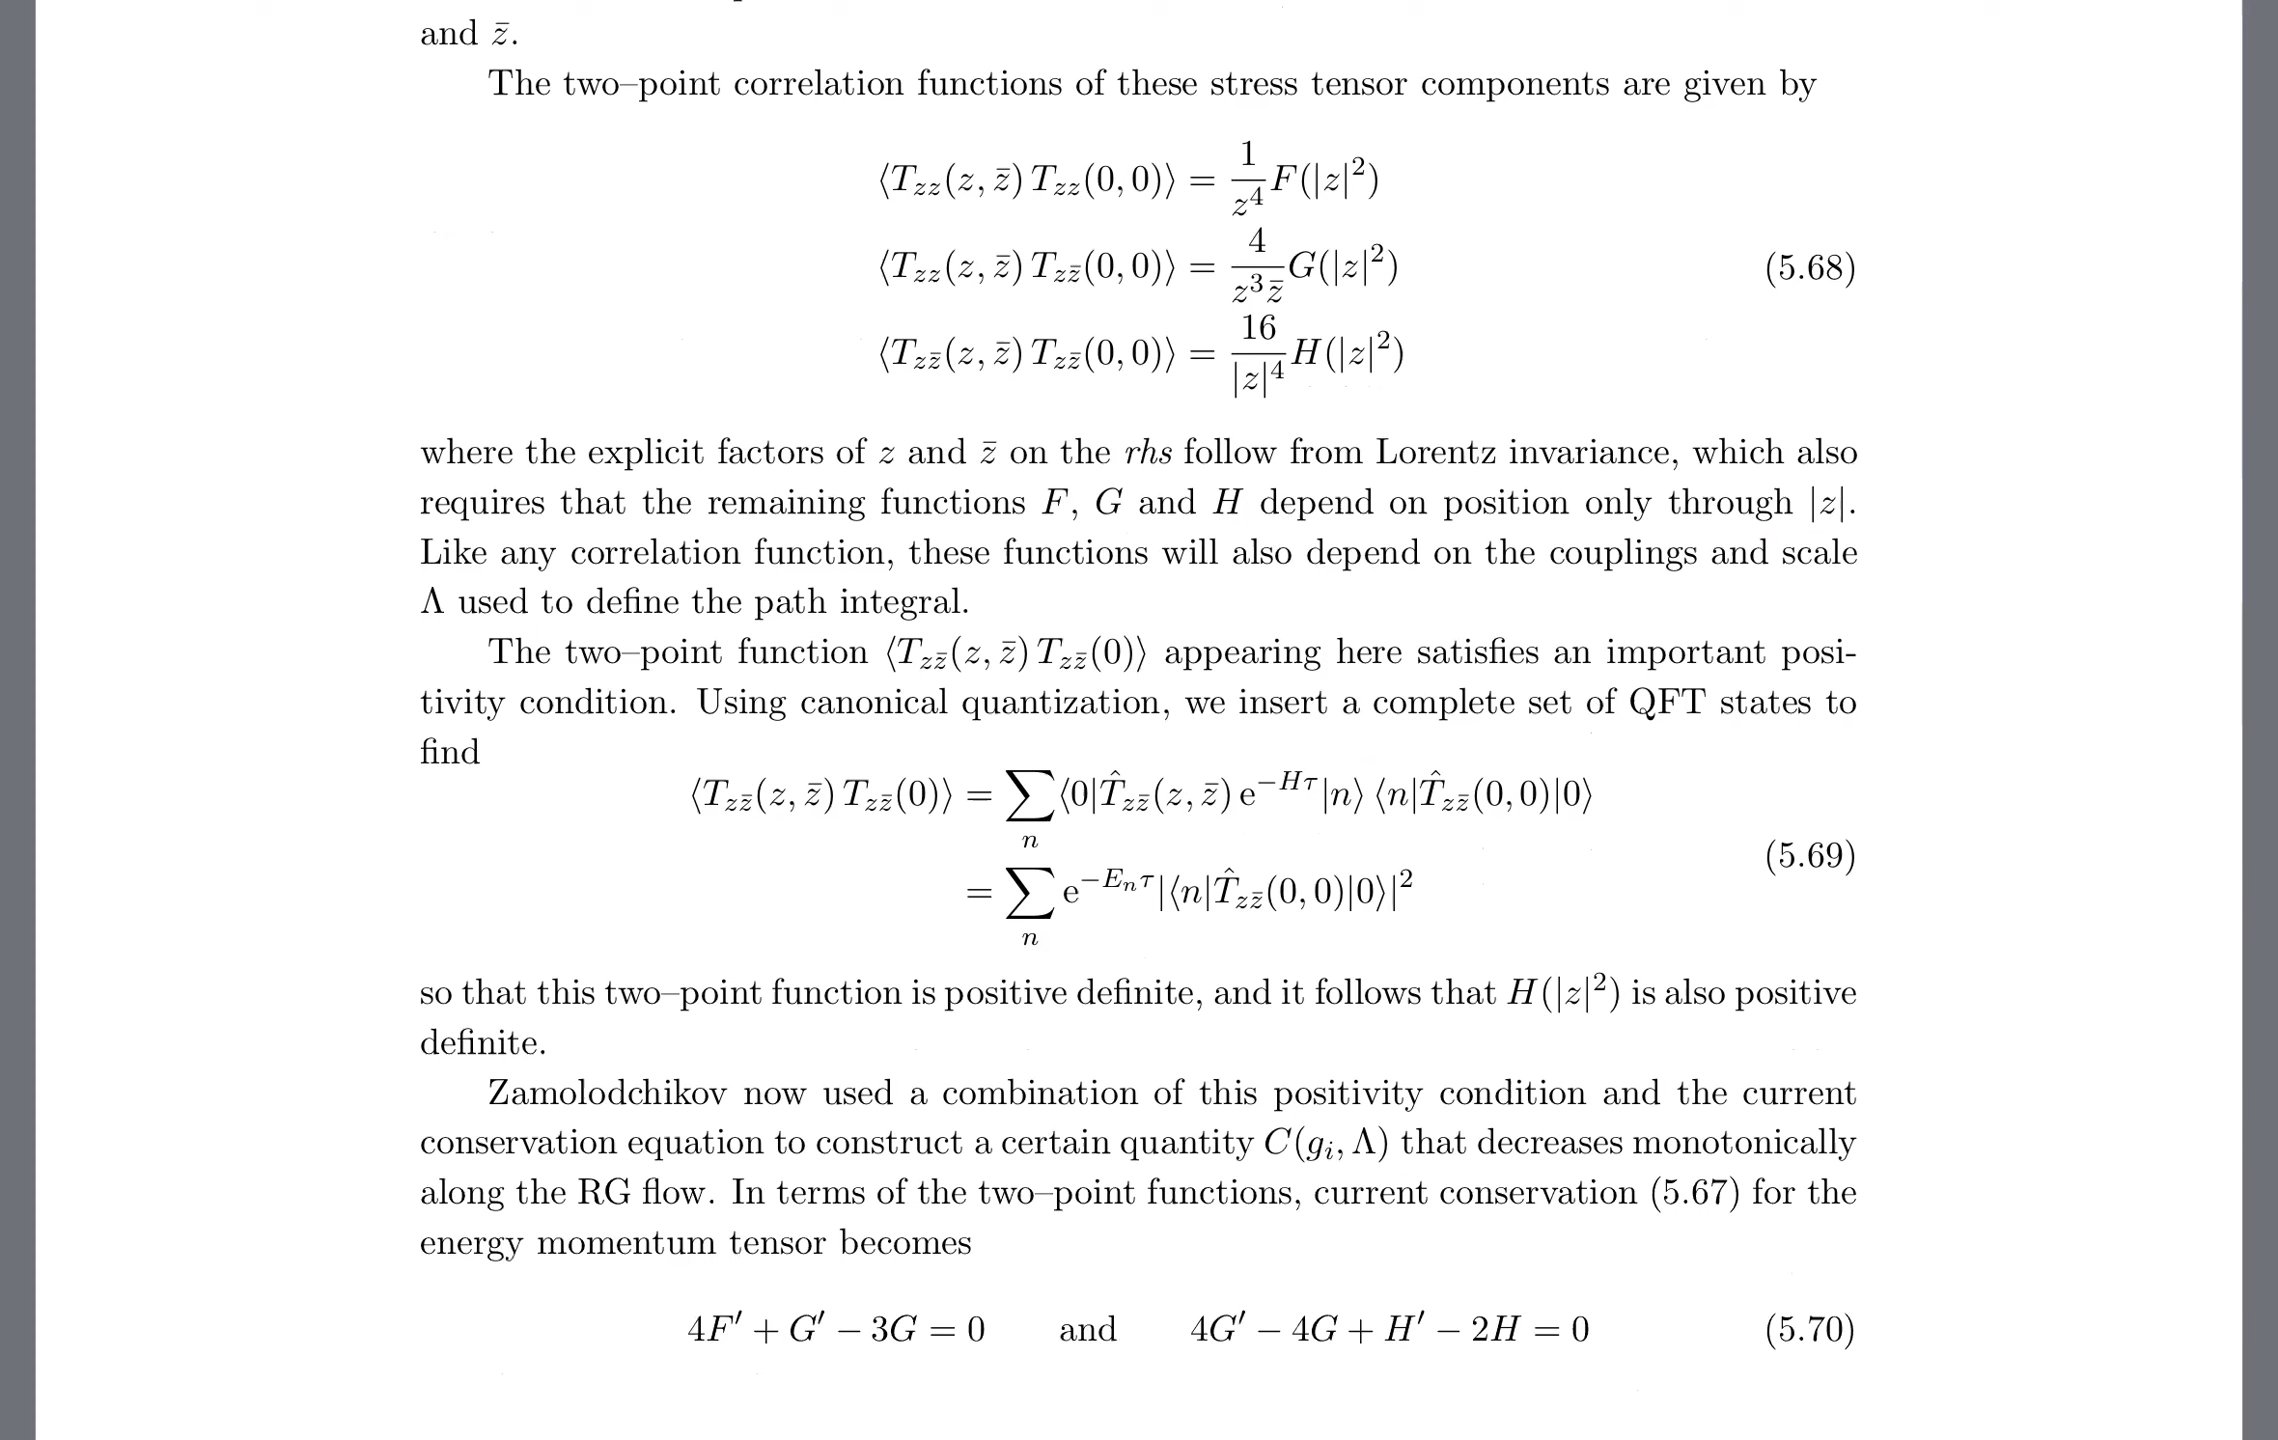 and z̄.
The two–point correlation functions of these stress tensor components are given by
⟨T_{zz}(z, z̄) T_{zz}(0, 0)⟩ = \frac{1}{z^4} F(|z|^2)
⟨T_{zz}(z, z̄) T_{zz̄}(0, 0)⟩ = \frac{4}{z^3 z̄} G(|z|^2) (5.68)
⟨T_{zz̄}(z, z̄) T_{zz̄}(0, 0)⟩ = \frac{16}{|z|^4} H(|z|^2)
where the explicit factors of z and z̄ on the rhs follow from Lorentz invariance, which also
requires that the remaining functions F, G and H depend on position only through |z|.
Like any correlation function, these functions will also depend on the couplings and scale
Λ used to define the path integral.
The two–point function ⟨T_{zz̄}(z, z̄) T_{zz̄}(0)⟩ appearing here satisfies an important posi-
tivity condition. Using canonical quantization, we insert a complete set of QFT states to
find
⟨T_{zz̄}(z, z̄) T_{zz̄}(0)⟩ = \sum_n ⟨0|\hat{T}_{zz̄}(z, z̄) e^{−Hτ}|n⟩ ⟨n|\hat{T}_{zz̄}(0, 0)|0⟩
(5.69)
= \sum_n e^{−E_n τ}|⟨n|\hat{T}_{zz̄}(0, 0)|0⟩|^2
so that this two–point function is positive definite, and it follows that H(|z|^2) is also positive
definite.
Zamolodchikov now used a combination of this positivity condition and the current
conservation equation to construct a certain quantity C(g_i, Λ) that decreases monotonically
along the RG flow. In terms of the two–point functions, current conservation (5.67) for the
energy momentum tensor becomes
4F′ + G′ − 3G = 0 and 4G′ − 4G + H′ − 2H = 0 (5.70)